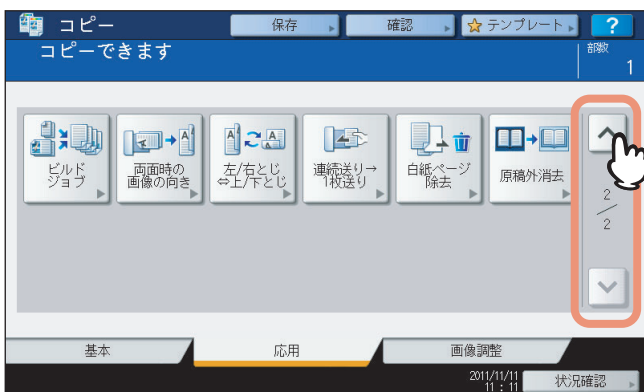 コピー
保存
確認
テンプレート
?
コピーできます
部数
1
ビルド
ジョブ
両面時の
画像の向き
左/右とじ
⇔上/下とじ
連続送り→
1枚送り
白紙ページ
除去
原稿外消去
2
2
基本
応用
画像調整
2011/11/11
11 : 11
状況確認